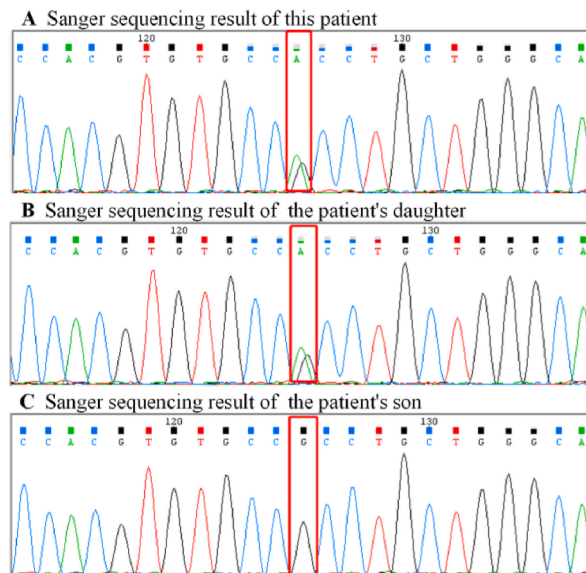 A Sanger sequencing result of this patient
120 130
C C A C G T G T G C C A C C T G C T G G G C A
B Sanger sequencing result of the patient's daughter
120 130
C C A C G T G T G C C A C C T G C T G G G C A
C Sanger sequencing result of the patient's son
120 130
C C A C G T G T G C C G C C T G C T G G G C A